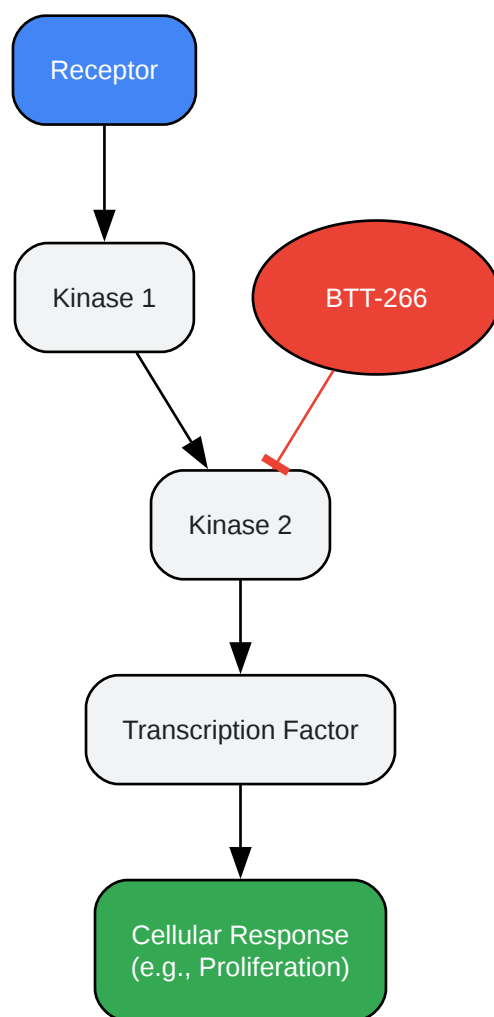 Receptor
Kinase 1
BTT-266
Kinase 2
Transcription Factor
Cellular Response
(e.g., Proliferation)